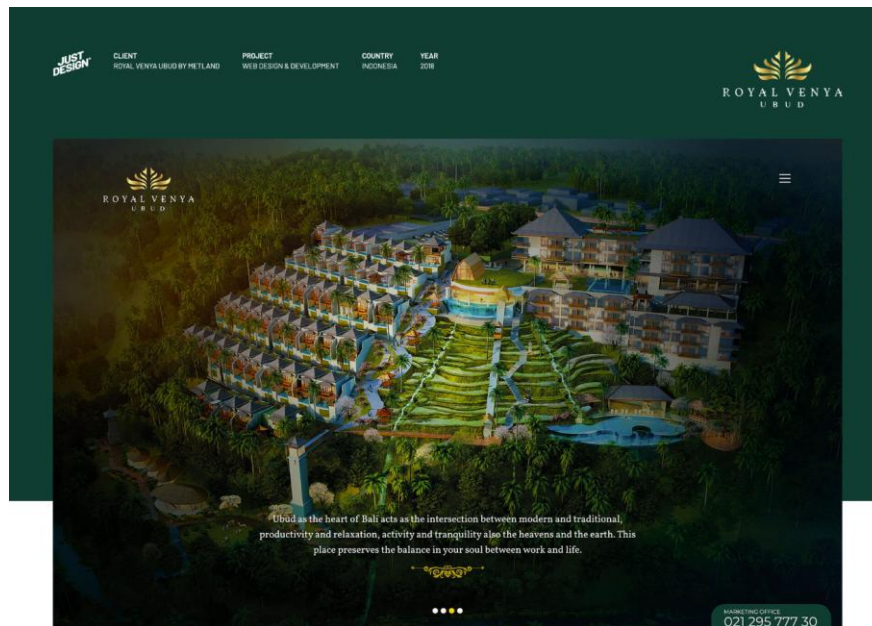 JUST
DESIGN
CLIENT
ROYAL VENYA UBUD BY METLAND
PROJECT
WEB DESIGN & DEVELOPMENT
COUNTRY
INDONESIA
YEAR
2018
ROYAL VENYA
UBUD
ROYAL VENYA
UBUD
Ubud as the heart of Bali acts as the intersection between modern and traditional,
productivity and relaxation, activity and tranquility also the heavens and the earth. This
place preserves the balance in your soul between work and life.
MARKETING OFFICE
021 295 777 30